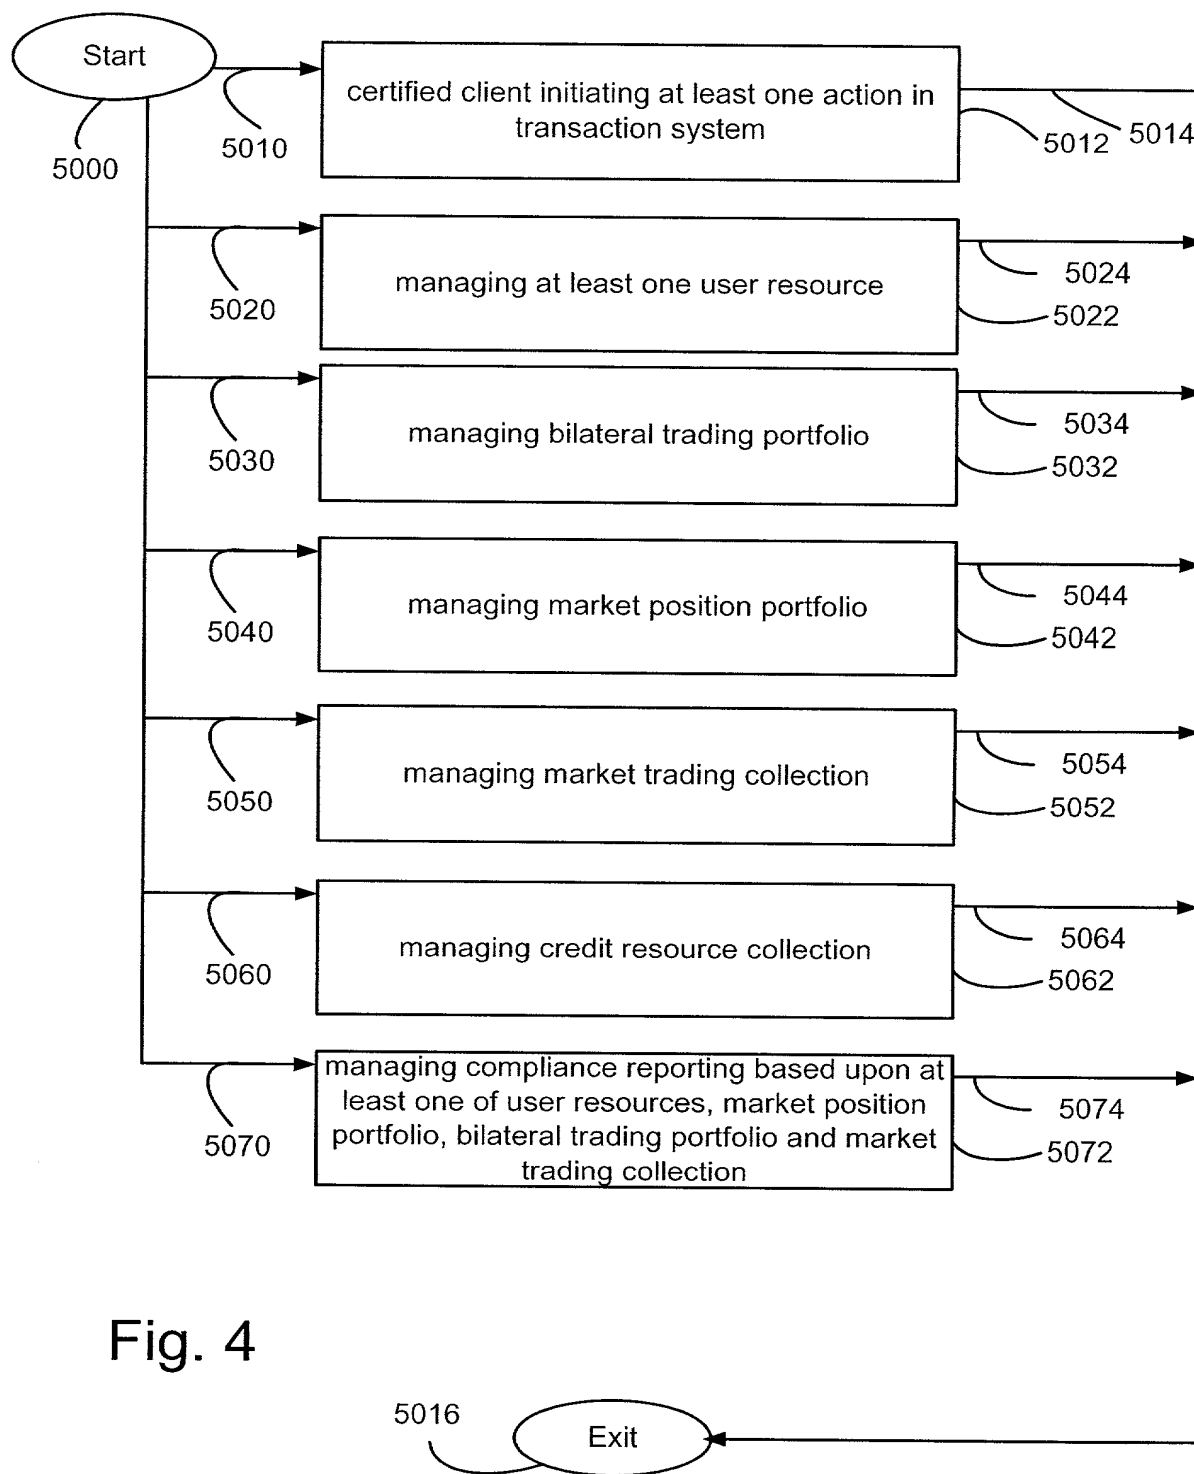 Start
certified client initiating at least one action in
transaction system
5000
5010
5012
5014
managing at least one user resource
5020
5024
5022
managing bilateral trading portfolio
5030
5034
5032
managing market position portfolio
5040
5044
5042
managing market trading collection
5050
5054
5052
managing credit resource collection
5060
5064
5062
managing compliance reporting based upon at
least one of user resources, market position
portfolio, bilateral trading portfolio and market
trading collection
5070
5074
5072
Fig. 4
5016
Exit